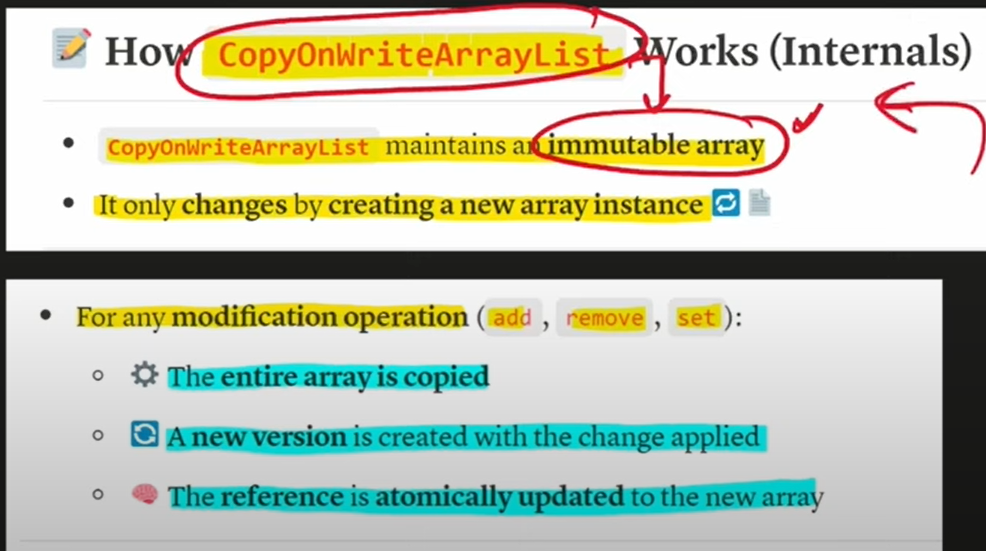 How CopyOnWriteArrayList Works (Internals)
CopyOnWriteArrayList maintains an immutable array
It only changes by creating a new array instance
For any modification operation (add, remove, set):
The entire array is copied
A new version is created with the change applied
The reference is atomically updated to the new array